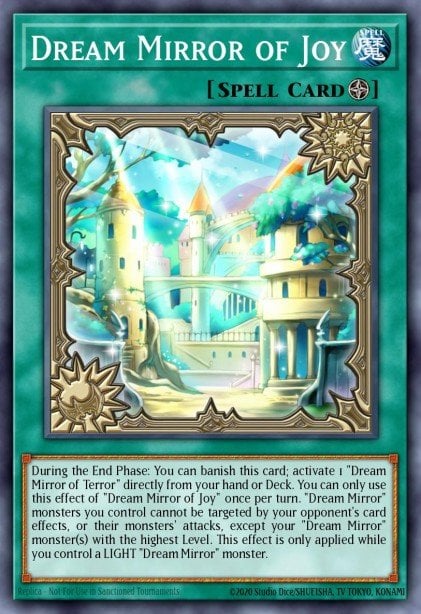 DREAM MIRROR OF JOY
SPELL
魔
[SPELL CARD]
During the End Phase: You can banish this card; activate 1 "Dream
Mirror of Terror" directly from your hand or Deck. You can only use
this effect of "Dream Mirror of Joy" once per turn. "Dream Mirror"
monsters you control cannot be targeted by your opponent's card
effects, or their monsters' attacks, except your "Dream Mirror"
monster(s) with the highest Level. This effect is only applied while
you control a LIGHT "Dream Mirror" monster.
Replica - Not For Use in Sanctioned Tournaments
©2020 Studio Dice/SHUEISHA, TV TOKYO, KONAMI